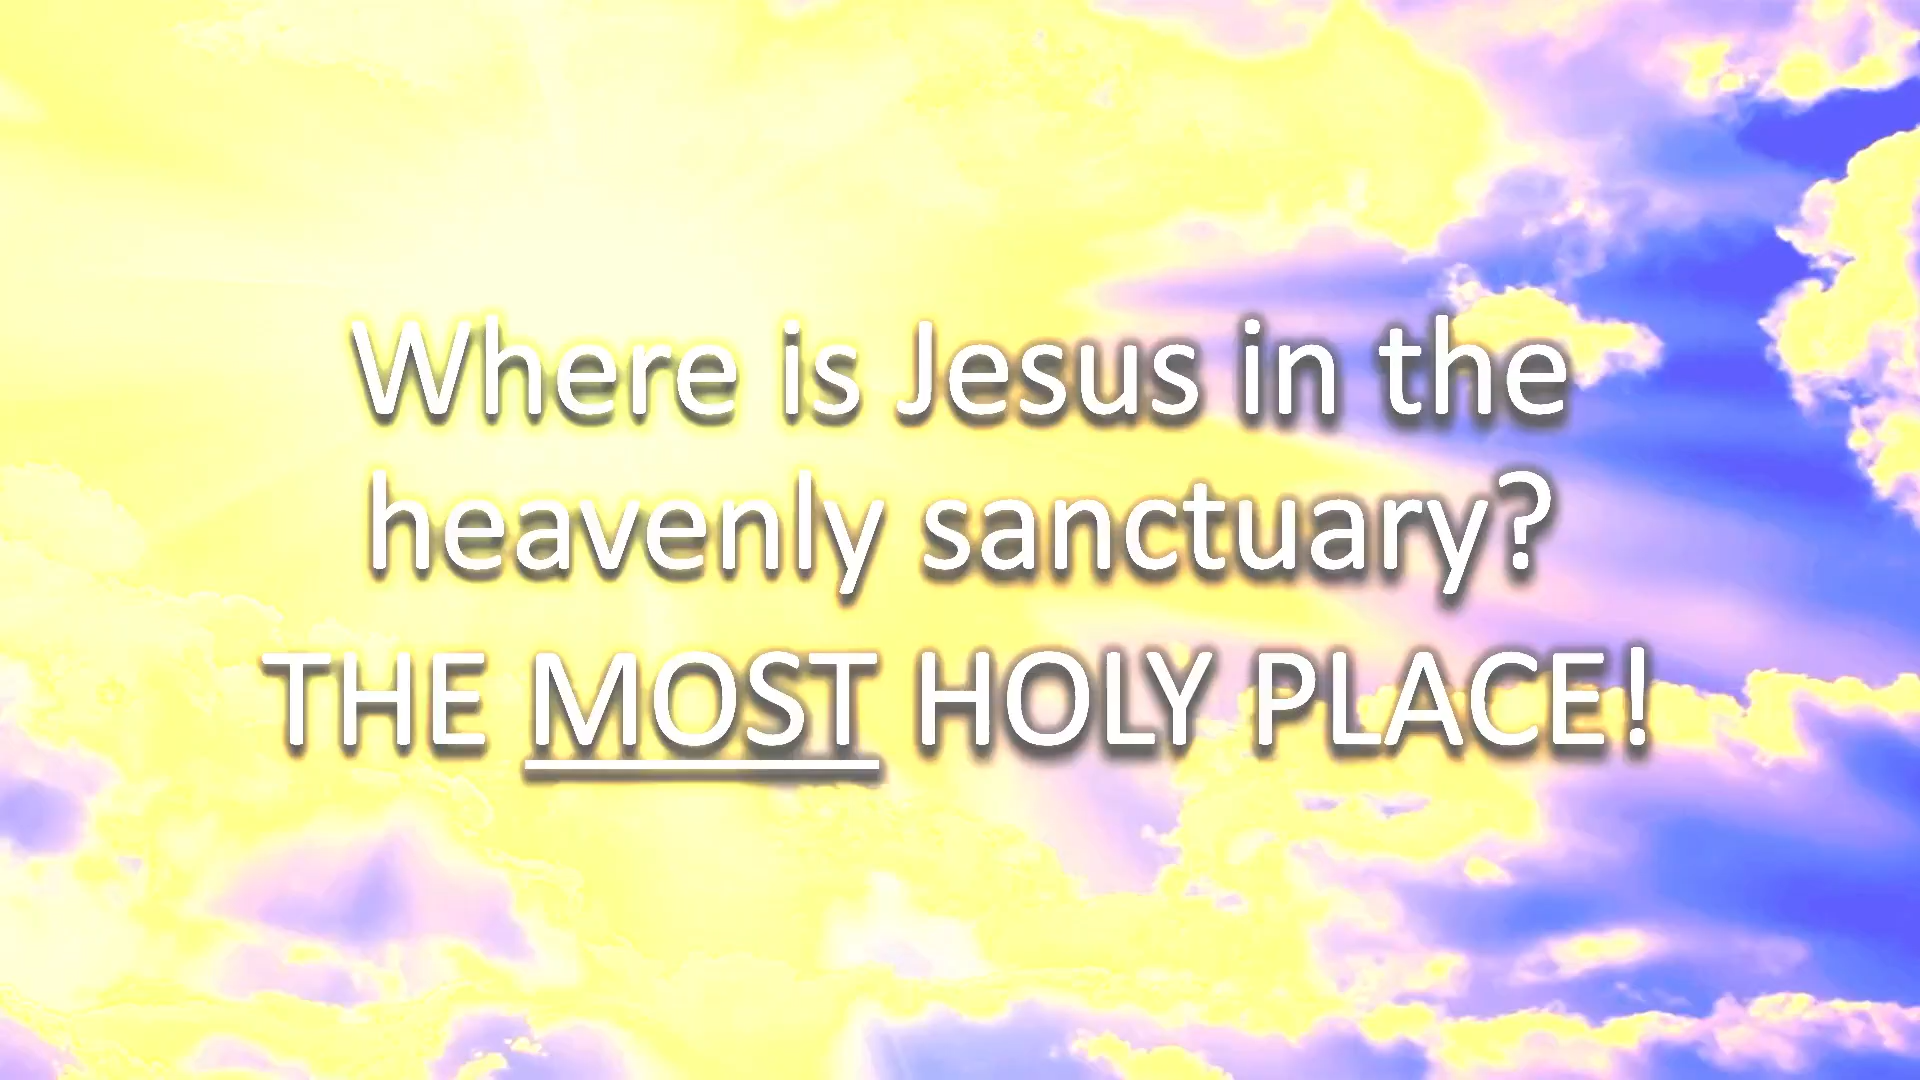 Where is Jesus in the
heavenly sanctuary?
THE MOST HOLY PLACE!